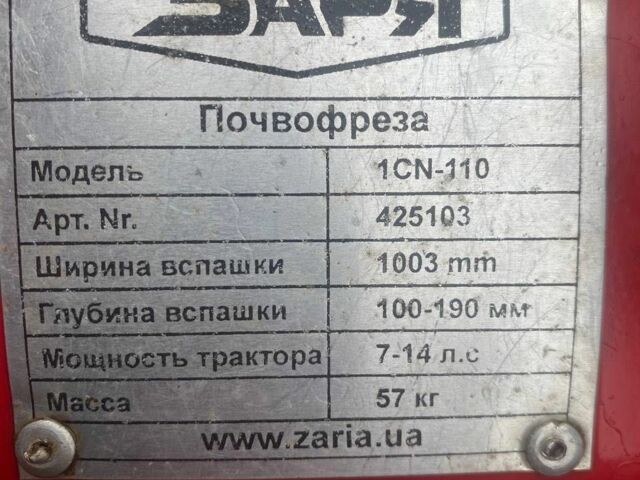 ЗАРЯ
Почвофреза
Модель 1CN-110
Арт. Nr. 425103
Ширина вспашки 1003 mm
Глубина вспашки 100-190 мм
Мощность трактора 7-14 л.с
Масса 57 кг
www.zaria.ua